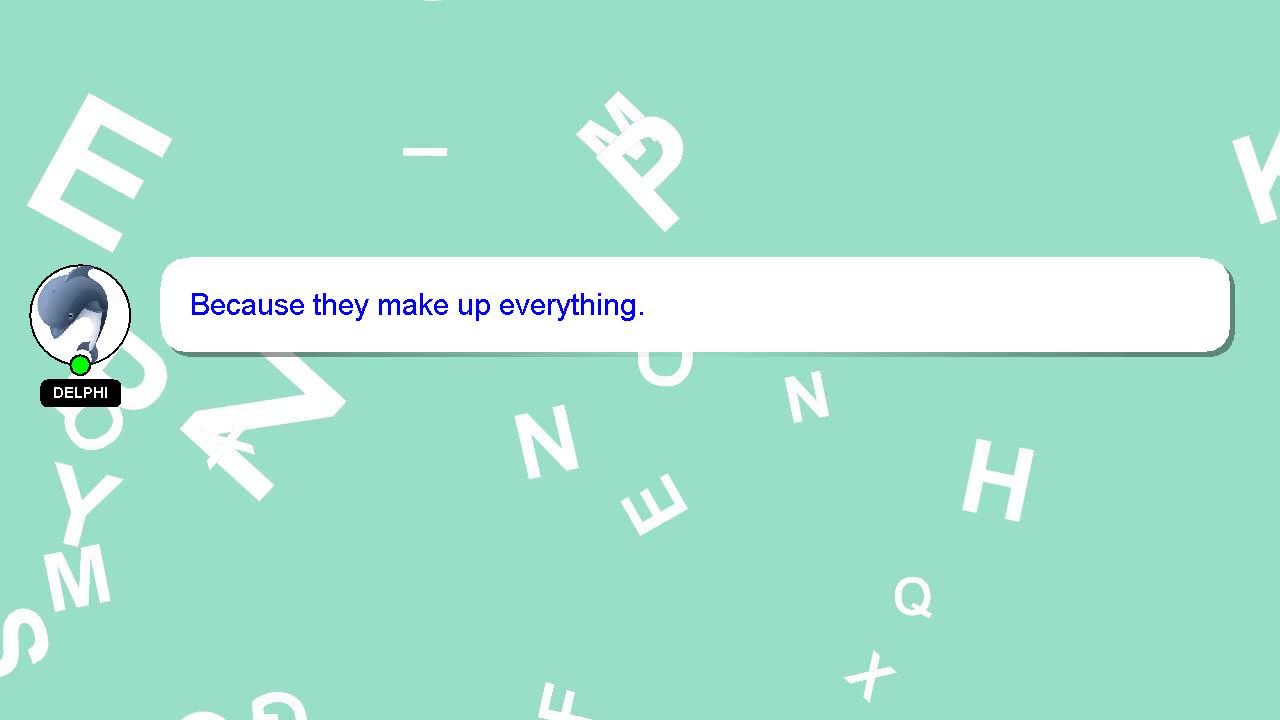 E
I
M
P
K
Because they make up everything.
DELPHI
O
N
N
N
A
H
E
Y
M
Q
S
X
G
F